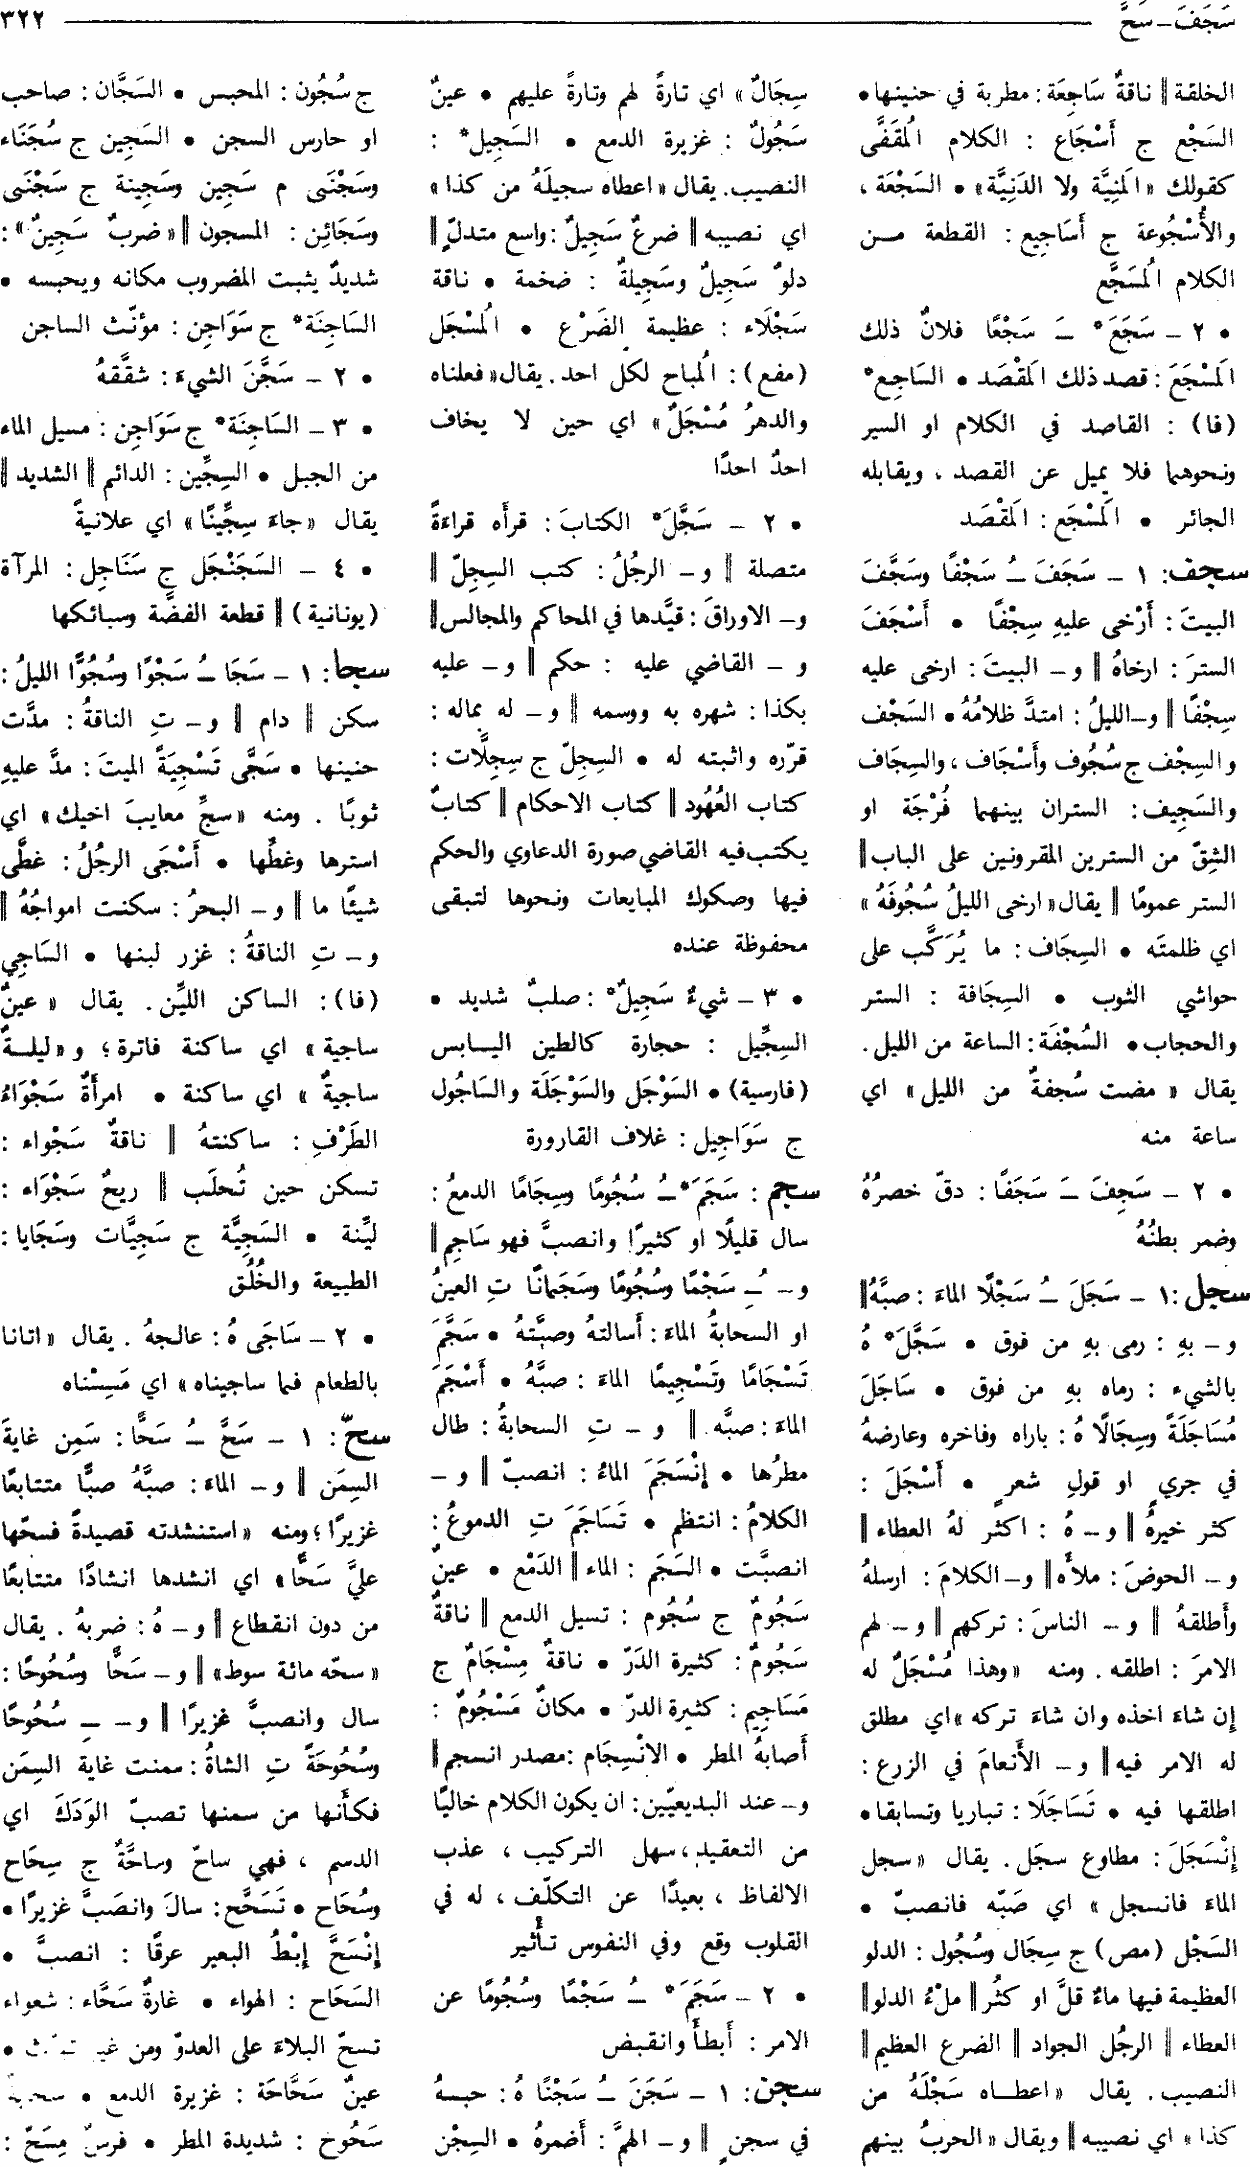 سَجَفَ – سَحَّ
٣٢٢
الخلقة ‖ ناقةٌ سَاجِعَة : مطربة في حنينها •
السَجْع ج أَسْجَاع : الكلام المُقَفَّى
كقولك «المَنِيَّة ولا الدَنِيَّة» • السَجْعَة ،
والأُسْجُوعة ج أَسَاجِيع : القطعة مـــن
الكلام المُسَجَّع
• ٢ – سَجَعَ* ـَ سَجْعًا فلانٌ ذلك
المَسْجَعَ : قصد ذلك المَقْصَد • السَاجِع*
(فا) : القاصد في الكلام او السير
ونحوهما فلا يميل عن القصد ، ويقابله
الجائر • المَسْجَع : المَقْصَد
سجف: ١ – سَجَفَ ـُ سَجْفًا وسَجَّفَ
البيتَ : أَرْخى عليهِ سِجْفًا • أَسْجَفَ
السترَ : ارخاهُ ‖ و – البيتَ : ارخى عليه
سِجْفًا ‖ و–الليلُ : امتدَّ ظلامُهُ • السَجْف
والسِجْف ج سُجُوف وأَسْجَاف ، والسِجَاف
والسَجِيف : الستران بينهما فُرْجَة او
الشِقّ من السترين المقرونين على الباب ‖
الستر عمومًا ‖ يقال «ارخى الليلُ سُجُوفَهُ»
اي ظلمتَه • السِجَاف : ما يُرَكَّب على
حواشي الثوب • السِجَافة : الستر
والحجاب • السُجْفَة : الساعة من الليل .
يقال « مضت سُجفةٌ من الليل » اي
ساعة منه
• ٢ – سَجِفَ ـَ سَجَفًا : دقّ خصرُهُ
وضمر بطنُهُ
سجل: ١ – سَجَلَ ـُ سَجْلًا الماءَ : صبَّهُ ‖
و – بهِ : رمى بهِ من فوق • سَجَّلَ* هُ
بالشيء : رماه بهِ من فوق • سَاجَلَ
مُسَاجَلَةً وسِجَالًا هُ : باراه وفاخره وعارضهُ
في جريٍ او قولِ شعرٍ • أَسْجَلَ :
كثر خيرهُ ‖ و – هُ : اكثر لهُ العطاء ‖
و – الحوضَ : ملأَه ‖ و–الكلامَ : ارسلهُ
وأَطلقهُ ‖ و – الناسَ : تركهم ‖ و – لهم
الامرَ : اطلقه . ومنه «وهذا مُسْجَلٌ له
إن شاءَ اخذه وان شاءَ تركه» اي مطلق
له الامر فيه ‖ و – الأَنعامَ في الزرع :
اطلقها فيه • تَسَاجَلَا : تباريا وتسابقا •
إِنْسَجَلَ : مطاوع سجَل . يقال «سجل
الماءَ فانسجل» اي صَبَّه فانصبّ •
السَجْل (مص) ج سِجَال وسُجُول : الدلو
العظيمة فيها ماءٌ قلَّ او كثُر ‖ ملْءُ الدلو ‖
العطاء ‖ الرجُل الجواد ‖ الضرع العظيم ‖
النصيب . يقال «اعطـــاه سَجْلَهُ من
كذا» اي نصيبه ‖ ويقال «الحربُ بينهم
سِجَالٌ» اي تارةً لهم وتارةً عليهم • عينٌ
سَجُولٌ : غزيرة الدمع • السَجِيل* :
النصيب . يقال «اعطاه سجيلَهُ من كذا»
اي نصيبه ‖ ضرعٌ سَجِيلٌ : واسع متدلٍّ ‖
دلوٌ سَجِيلٌ وسَجِيلةٌ : ضخمة • ناقة
سَجْلَاء : عظيمة الضَرْع • المُسْجَل
(مفع) : المُباح لكلّ احد . يقال «فعلناه
والدهرُ مُسْجَلٌ» اي حين لا يخاف
احدٌ احدًا
• ٢ – سَجَّلَ* الكتابَ : قرأَه قراءَةً
متصلة ‖ و – الرجُلُ : كتب السِجِلّ ‖
و – الاوراقَ : قيَّدها في المحاكم والمجالس ‖
و – القاضي عليه : حكم ‖ و – عليه
بكذا : شهره به ووسمه ‖ و – له بماله :
قرّره واثبته له • السِجِلّ ج سِجِلَّات :
كتاب العُهُود ‖ كتاب الاحكام ‖ كتابٌ
يكتب فيه القاضي صورة الدعاوي والحكم
فيها وصكوك المبايعات ونحوها لتبقى
محفوظة عنده
• ٣ – شيءٌ سَجِيلٌ* : صلبٌ شديد •
السِجِّيل : حجارة كالطين اليـــابس
(فارسية) • السَوْجَل والسَوْجَلَة والسَاجُول
ج سَوَاجِيل : غلاف القارورة
سجم : سَجَمَ* ـُ سُجُومًا وسِجَامًا الدمعُ :
سال قليلًا او كثيرًا وانصبَّ فهو سَاجِم ‖
و – ـُـِ سَجْمًا وسُجُومًا وسَجَمانًا تِ العينُ
او السحابةُ الماءَ : أَسالتهُ وصبَّتهُ • سَجَّمَ
تَسْجَامًا وتَسْجِيمًا الماءَ : صبَّهُ • أَسْجَمَ
الماءَ : صبَّه ‖ و – تِ السحابةُ : طال
مطرُها • إِنْسَجَمَ الماءُ : انصبّ ‖ و –
الكلامُ : انتظم • تَسَاجَمَ تِ الدموعُ :
انصبَّت • السَجَم : الماء ‖ الدَمْع • عينٌ
سَجُومٌ ج سُجُوم : تسيل الدمع ‖ ناقةٌ
سَجُومٌ : كثيرة الدَرّ • ناقةٌ مِسْجَامٌ ج
مَسَاجِيم : كثيرة الدرّ • مكانٌ مَسْجُومٌ :
أَصابهُ المطر • الانْسِجَام : مصدر انسجم ‖
و – عند البديعيّين : ان يكون الكلام خاليًا
من التعقيد ، سهل التركيب ، عذب
الالفاظ ، بعيدًا عن التكلّف ، له في
القلوب وقع وفي النفوس تأْثير
• ٢ – سَجَمَ* ـُ سَجْمًا وسُجُومًا عن
الامر : أَبطأَ وانقبض
سجن: ١ – سَجَنَ ـُ سَجْنًا هُ : حبسهُ
في سجنٍ ‖ و – الهمَّ : أَضمرهُ • السِجْن
ج سُجُون : المحبس • السَجَّان : صاحب
او حارس السجن • السَجِين ج سُجَنَاء
وسَجْنَى م سَجِين وسَجِينة ج سَجْنَى
وسَجَائِن : المسجون ‖ «ضربٌ سَجِينٌ» :
شديدٌ يثبت المضروب مكانه ويحبسه •
السَاجِنَة* ج سَوَاجِن : مؤنّث الساجن
• ٢ – سَجَّنَ الشيءَ : شقَّقهُ
• ٣ – السَاجِنَة* ج سَوَاجِن : مسيل الماء
من الجبل • السِجِّين : الدائم ‖ الشديد ‖
يقال «جاءَ سِجِّينًا» اي علانيةً
• ٤ – السَجَنْجَل ج سَنَاجِل : المرآة
(يونانية) ‖ قطعة الفضّة وسبائكها
سجا: ١ – سَجَا ـُ سَجْوًا وسُجُوًّا الليلُ :
سكن ‖ دام ‖ و – تِ الناقةُ : مدَّت
حنينها • سَجَّى تَسْجِيَةً الميتَ : مدَّ عليهِ
ثوبًا . ومنه «سجِّ معايبَ اخيك» اي
استرها وغطِّها • أَسْجَى الرجُلُ : غطَّى
شيئًا ما ‖ و – البحرُ : سكنت امواجُهُ ‖
و – تِ الناقةُ : غزر لبنها • السَاجِي
(فا) : الساكن الليّن . يقال «عينٌ
ساجية» اي ساكنة فاترة ؛ و«ليلـــةٌ
ساجيةٌ» اي ساكنة • امرأَةٌ سَجْوَاءُ
الطَرْفِ : ساكنتهُ ‖ ناقةٌ سَجْواء :
تسكن حين تُحلَب ‖ ريحٌ سَجْوَاء :
ليّنة • السَجِيَّة ج سَجِيَّات وسَجَايا :
الطبيعة والخُلُق
• ٢ – سَاجَى هُ : عالجهُ . يقال «اتانا
بالطعام فما ساجيناه» اي مَسِسْناه
سحّ: ١ – سَحَّ ـُ سَحًّا : سَمِن غايةَ
السِمَن ‖ و – الماءَ : صبَّهُ صبًّا متتابعًا
غزيرًا ؛ ومنه «استنشدته قصيدةً فسحّها
عليَّ سَحًّا» اي انشدها انشادًا متتابعًا
من دون انقطاع ‖ و – هُ : ضربهُ . يقال
«سحّه مائة سوط» ‖ و – سَحًّا وسُحُوحًا :
سال وانصبَّ غزيرًا ‖ و – ـِ سُحُوحًا
وسُحُوحَةً تِ الشاةُ : سمنت غاية السِمَن
فكأَنها من سمنها تصبّ الوَدَكَ اي
الدسم ، فهي ساحّ وساحَّةٌ ج سِحَاح
وسُحَاح • تَسَحَّح : سالَ وانصَبَّ غزيرًا •
إِنْسَحَّ إِبْطُ البعير عرقًا : انصبَّ •
السَحَاح : الهواء • غارةٌ سَحَّاء : شعواء
تسحّ البلاءَ على العدوّ ومن
عينٌ سَحَّاحَة : غزيرة الدمع •
سَحُوح : شديدة المطر • فرسٌ مِسَحّ :